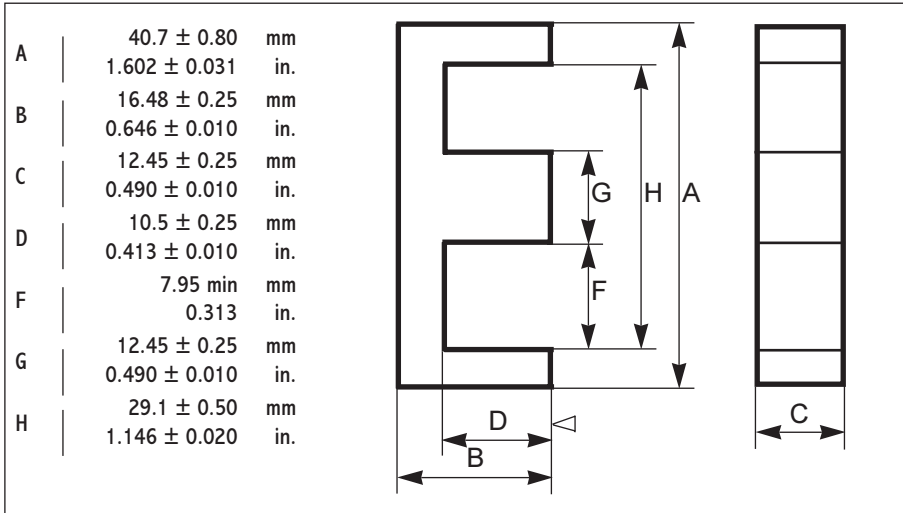 A 40.7 ± 0.80 mm
1.602 ± 0.031 in.
B 16.48 ± 0.25 mm
0.646 ± 0.010 in.
C 12.45 ± 0.25 mm
0.490 ± 0.010 in.
D 10.5 ± 0.25 mm
0.413 ± 0.010 in.
F 7.95 min mm
0.313 in.
G 12.45 ± 0.25 mm
0.490 ± 0.010 in.
H 29.1 ± 0.50 mm
1.146 ± 0.020 in.
G H A
F
D
B
C